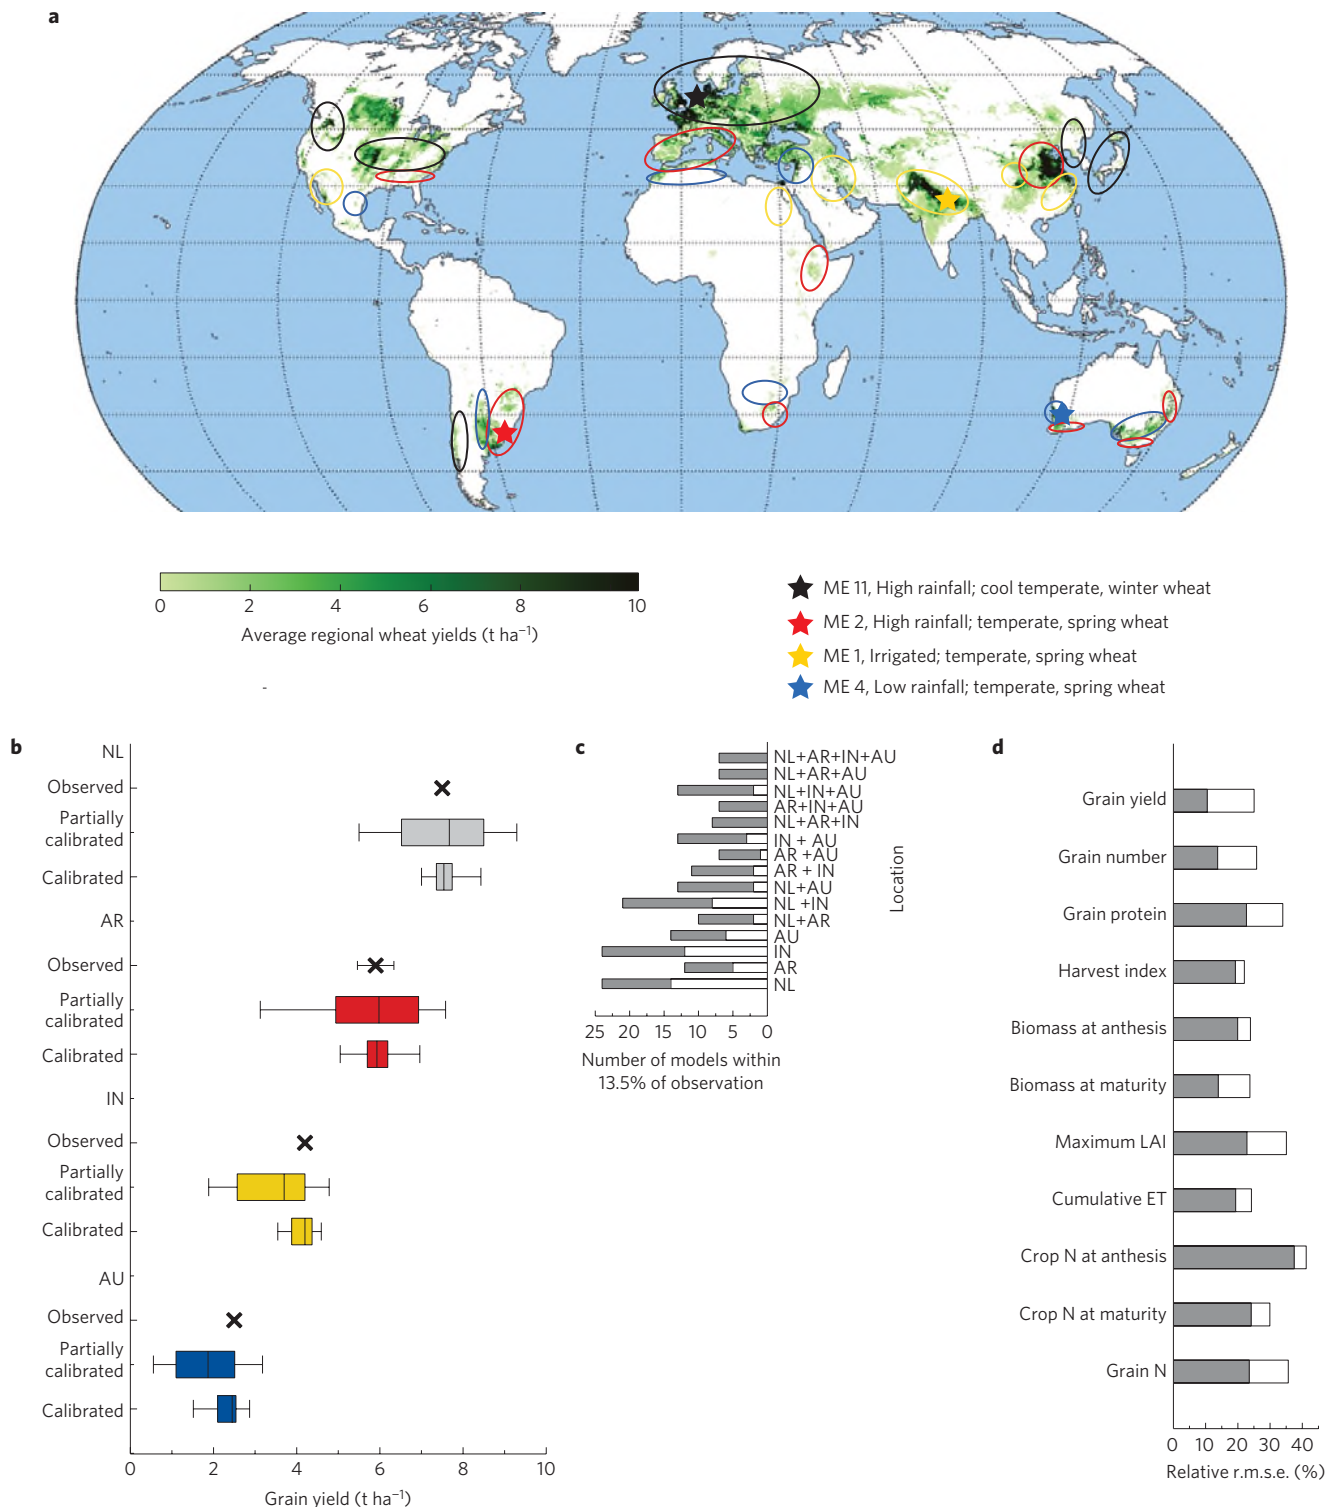 a
0 2 4 6 8 10
Average regional wheat yields (t ha⁻¹)
ME 11, High rainfall; cool temperate, winter wheat
ME 2, High rainfall; temperate, spring wheat
ME 1, Irrigated; temperate, spring wheat
ME 4, Low rainfall; temperate, spring wheat
b
NL
Observed
Partially
calibrated
Calibrated
AR
Observed
Partially
calibrated
Calibrated
IN
Observed
Partially
calibrated
Calibrated
AU
Observed
Partially
calibrated
Calibrated
0 2 4 6 8 10
Grain yield (t ha⁻¹)
c
NL+AR+IN+AU
NL+AR+AU
NL+IN+AU
AR+IN+AU
NL+AR+IN
IN + AU
AR +AU
AR + IN
NL+AU
NL +IN
NL+AR
AU
IN
AR
NL
Location
25 20 15 10 5 0
Number of models within
13.5% of observation
d
Grain yield
Grain number
Grain protein
Harvest index
Biomass at anthesis
Biomass at maturity
Maximum LAI
Cumulative ET
Crop N at anthesis
Crop N at maturity
Grain N
0 10 20 30 40
Relative r.m.s.e. (%)